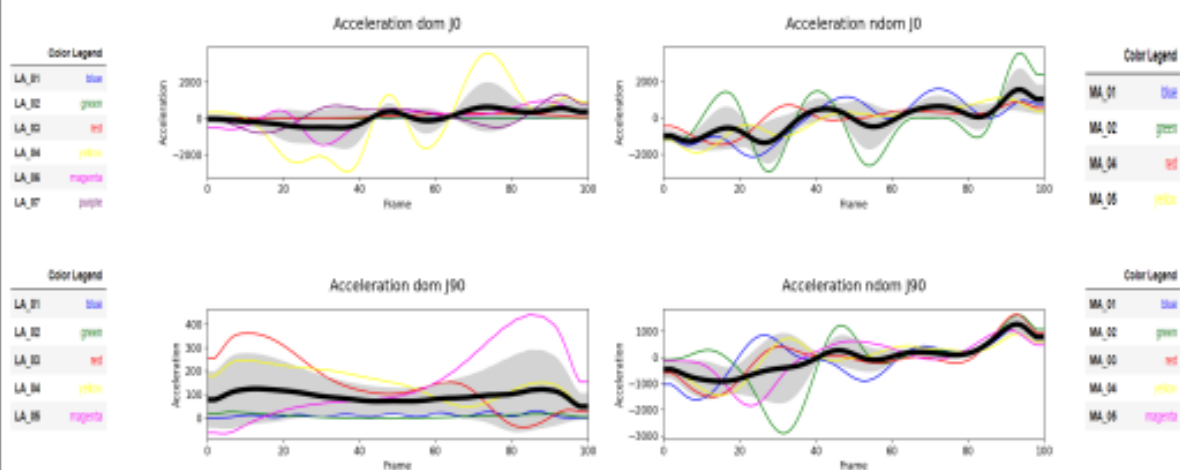 Acceleration dom J0
Acceleration ndom J0
Color Legend
LA_01 blue
LA_02 green
LA_03 red
LA_04 yellow
LA_06 magenta
LA_07 purple
Acceleration
2000
0
−2000
0 20 40 60 80 100
Frame
Acceleration
2000
0
−2000
0 20 40 60 80 100
Frame
Color Legend
MA_01 blue
MA_02 green
MA_04 red
MA_05 yellow
Acceleration dom J90
Acceleration ndom J90
Color Legend
LA_01 blue
LA_02 green
LA_03 red
LA_04 yellow
LA_05 magenta
Acceleration
400
300
200
100
0
0 20 40 60 80 100
Frame
Acceleration
1000
0
−1000
−2000
−3000
0 20 40 60 80 100
Frame
Color Legend
MA_01 blue
MA_02 green
MA_03 red
MA_04 yellow
MA_05 magenta